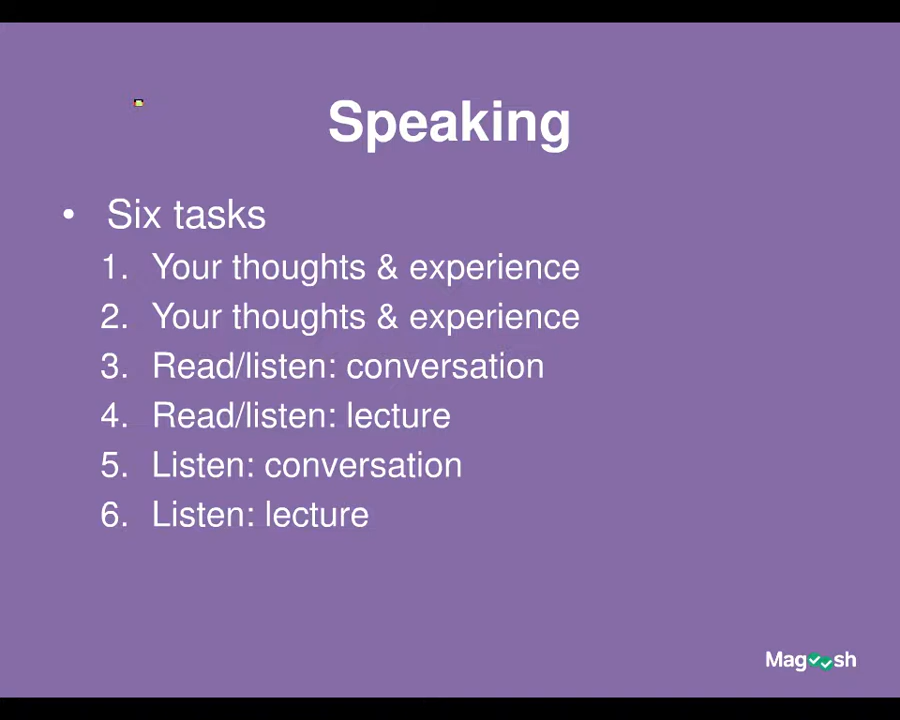 Speaking
• Six tasks
1. Your thoughts & experience
2. Your thoughts & experience
3. Read/listen: conversation
4. Read/listen: lecture
5. Listen: conversation
6. Listen: lecture
Magoosh